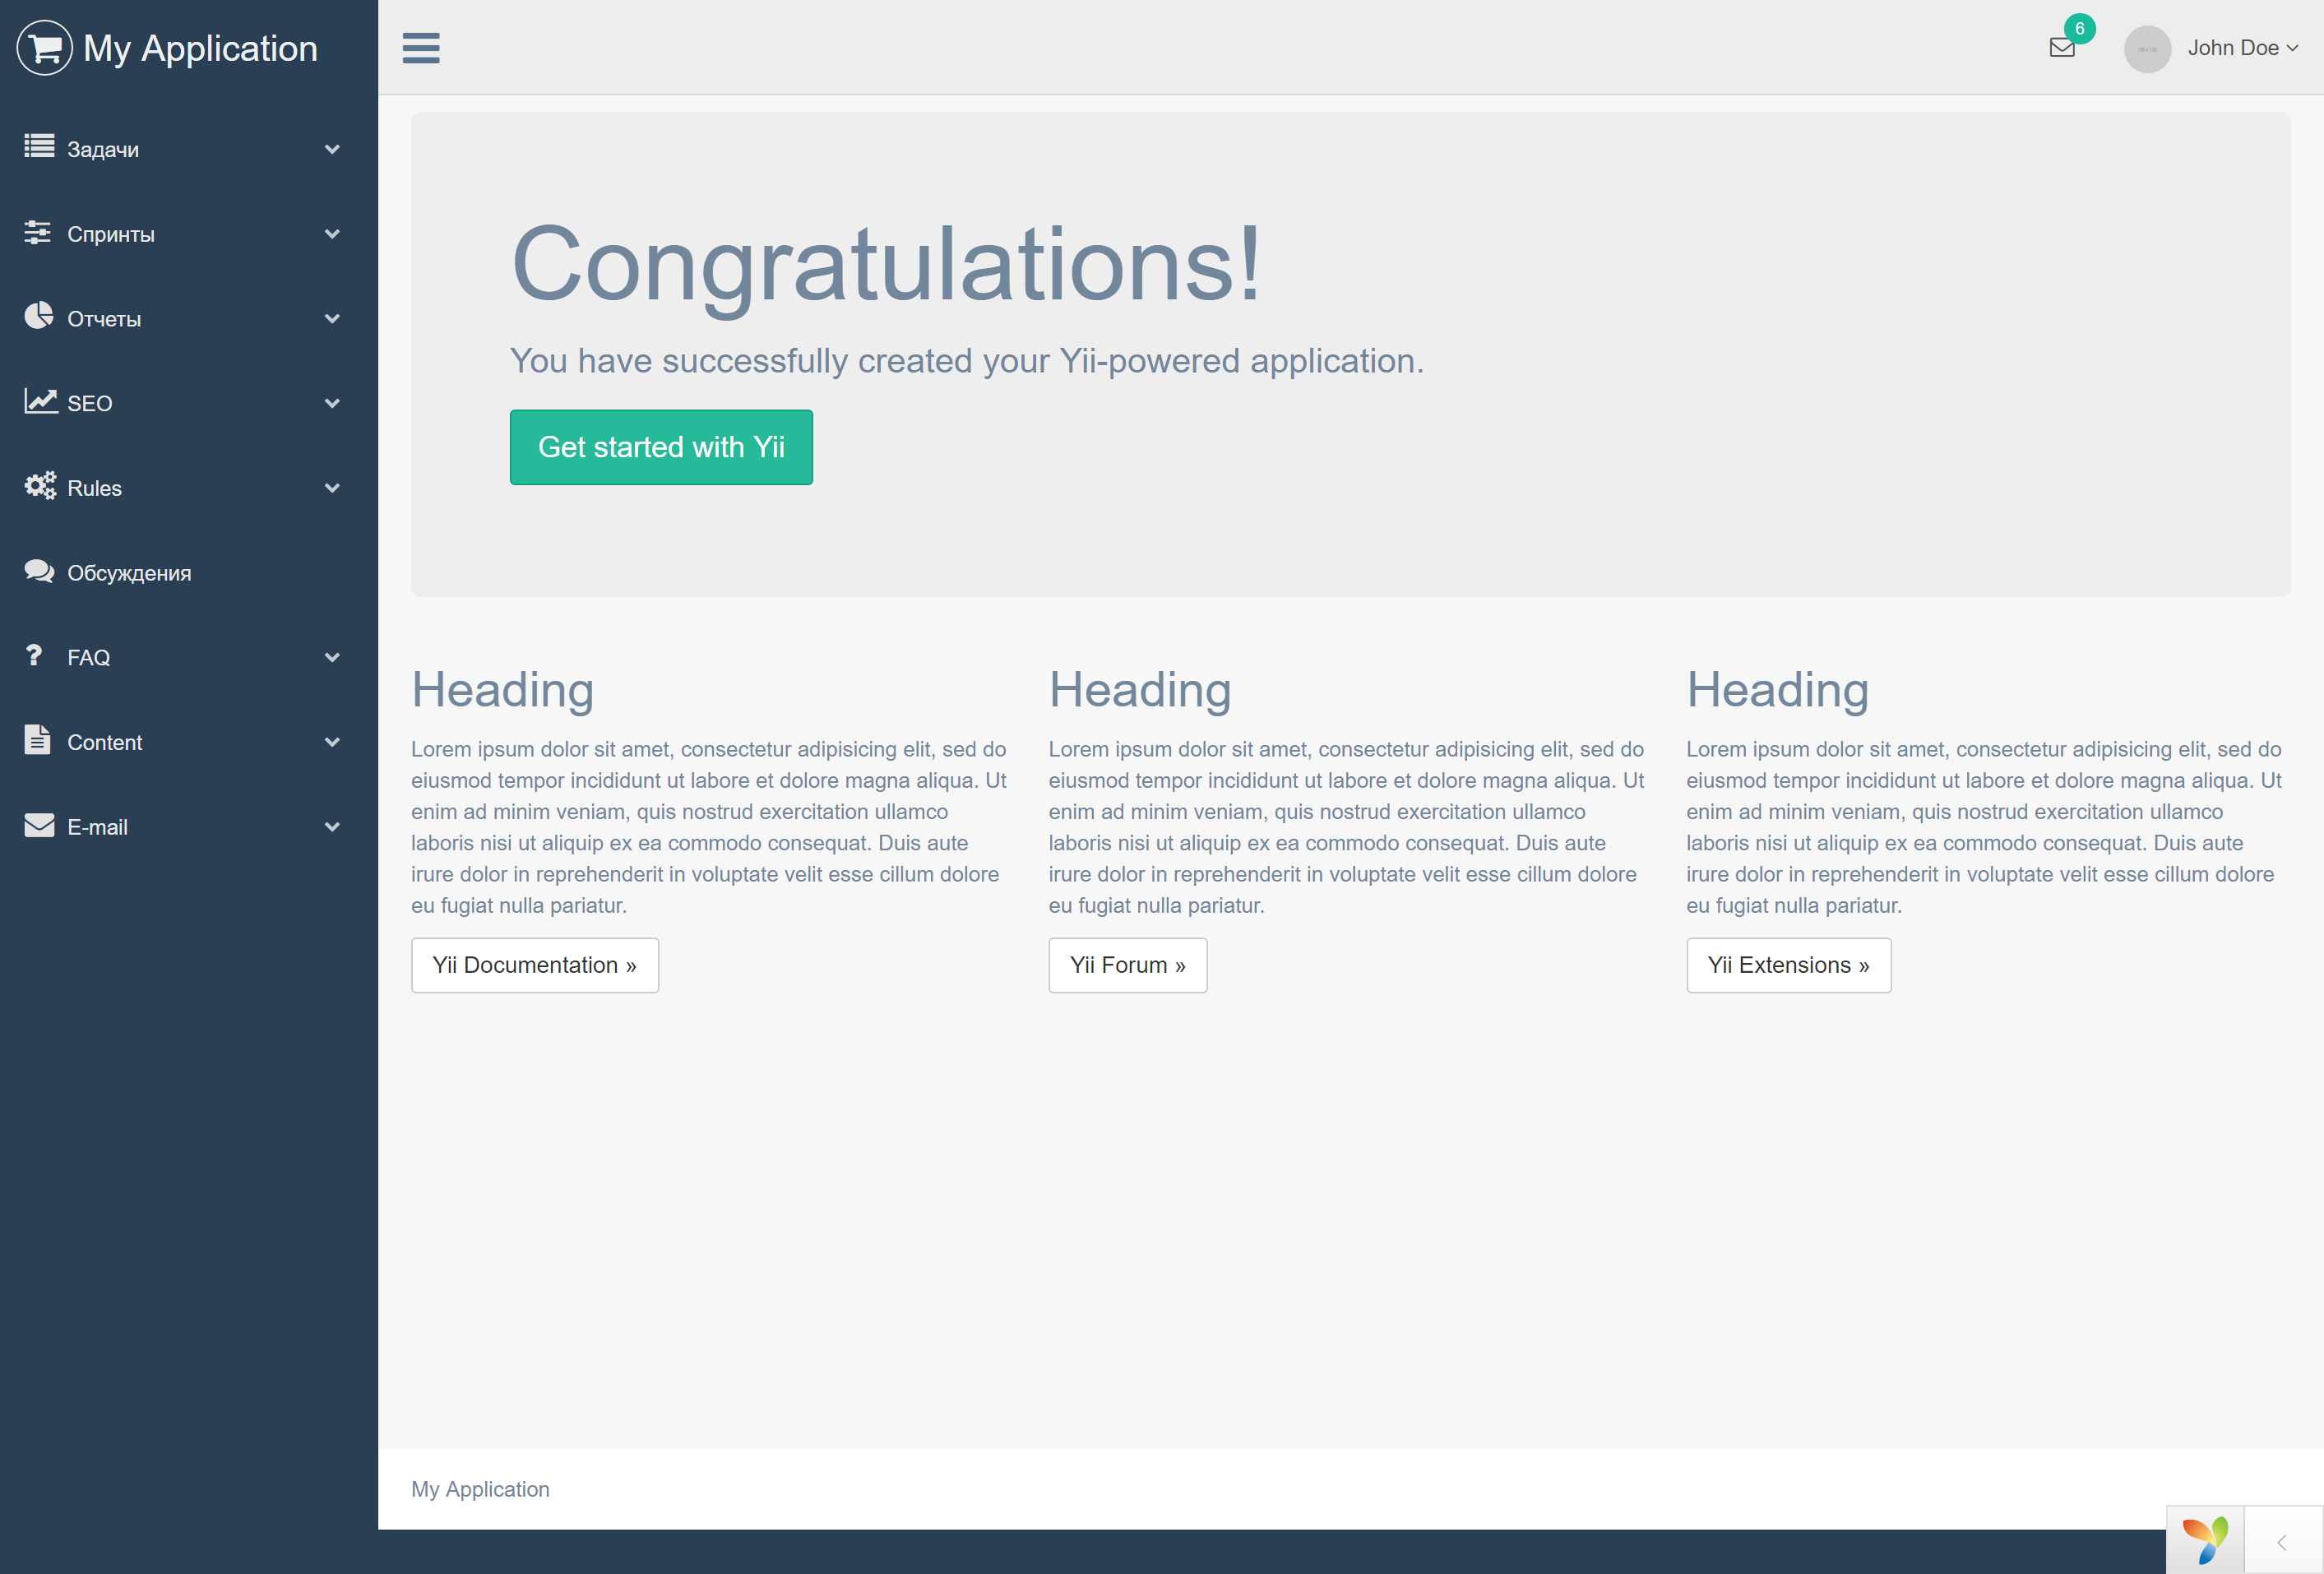 My Application
6
John Doe
Задачи
Спринты
Отчеты
SEO
Rules
Обсуждения
FAQ
Content
E-mail
Congratulations!
You have successfully created your Yii-powered application.
Get started with Yii
Heading
Lorem ipsum dolor sit amet, consectetur adipisicing elit, sed do
eiusmod tempor incididunt ut labore et dolore magna aliqua. Ut
enim ad minim veniam, quis nostrud exercitation ullamco
laboris nisi ut aliquip ex ea commodo consequat. Duis aute
irure dolor in reprehenderit in voluptate velit esse cillum dolore
eu fugiat nulla pariatur.
Yii Documentation »
Heading
Lorem ipsum dolor sit amet, consectetur adipisicing elit, sed do
eiusmod tempor incididunt ut labore et dolore magna aliqua. Ut
enim ad minim veniam, quis nostrud exercitation ullamco
laboris nisi ut aliquip ex ea commodo consequat. Duis aute
irure dolor in reprehenderit in voluptate velit esse cillum dolore
eu fugiat nulla pariatur.
Yii Forum »
Heading
Lorem ipsum dolor sit amet, consectetur adipisicing elit, sed do
eiusmod tempor incididunt ut labore et dolore magna aliqua. Ut
enim ad minim veniam, quis nostrud exercitation ullamco
laboris nisi ut aliquip ex ea commodo consequat. Duis aute
irure dolor in reprehenderit in voluptate velit esse cillum dolore
eu fugiat nulla pariatur.
Yii Extensions »
My Application